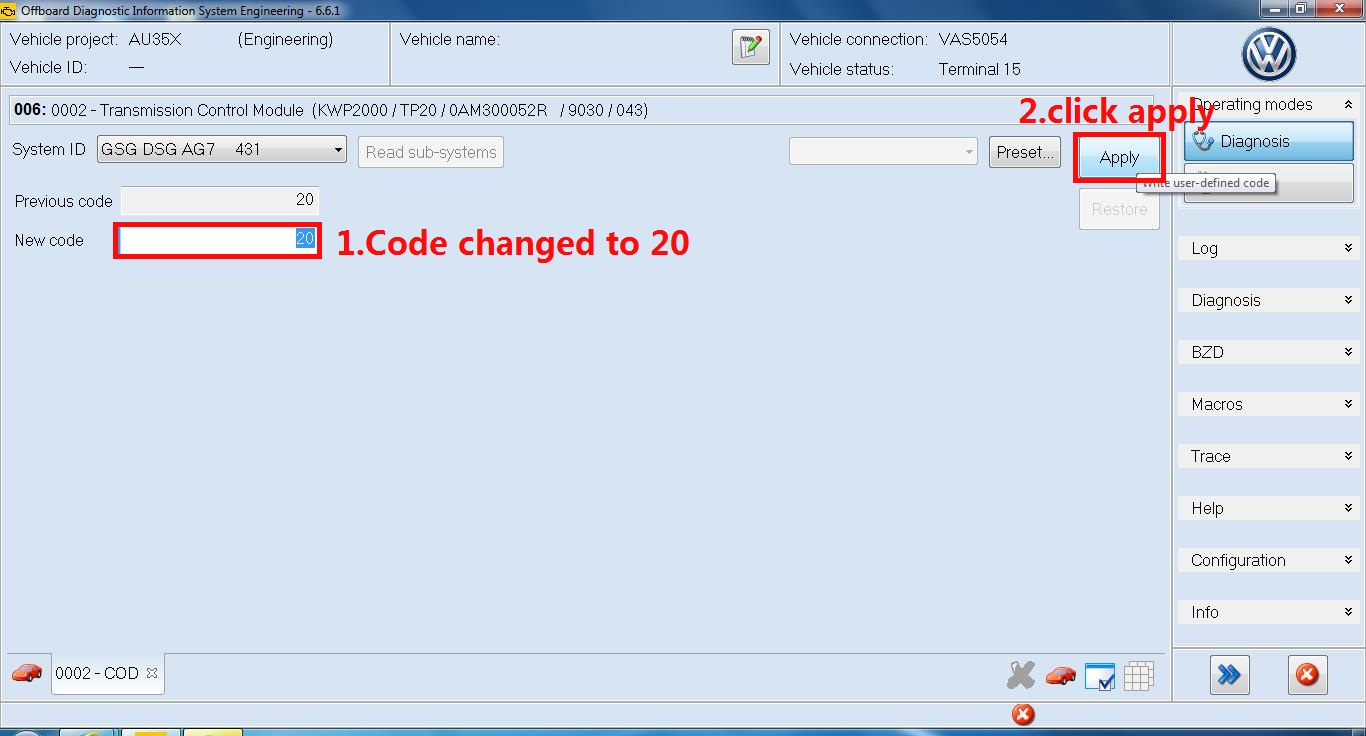 Offboard Diagnostic Information System Engineering - 6.6.1
Vehicle project: AU35X (Engineering)
Vehicle ID: —
Vehicle name:
Vehicle connection: VAS5054
Vehicle status: Terminal 15
006: 0002 - Transmission Control Module (KWP2000 / TP20 / 0AM300052R / 9030 / 043)
2.click apply
Operating modes
System ID GSG DSG AG7 431 Read sub-systems Preset... Apply
Diagnosis
Write user-defined code
Previous code 20
Restore
New code 20 1.Code changed to 20
Log
Diagnosis
BZD
Macros
Trace
Help
Configuration
Info
0002 - COD